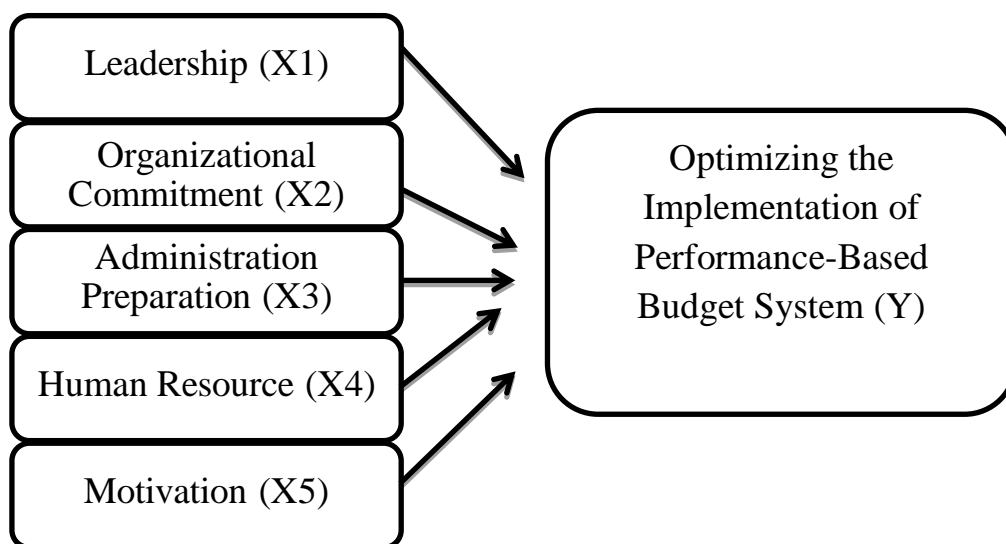 Leadership (X1)
Organizational
Commitment (X2)
Administration
Preparation (X3)
Human Resource (X4)
Motivation (X5)
Optimizing the
Implementation of
Performance-Based
Budget System (Y)